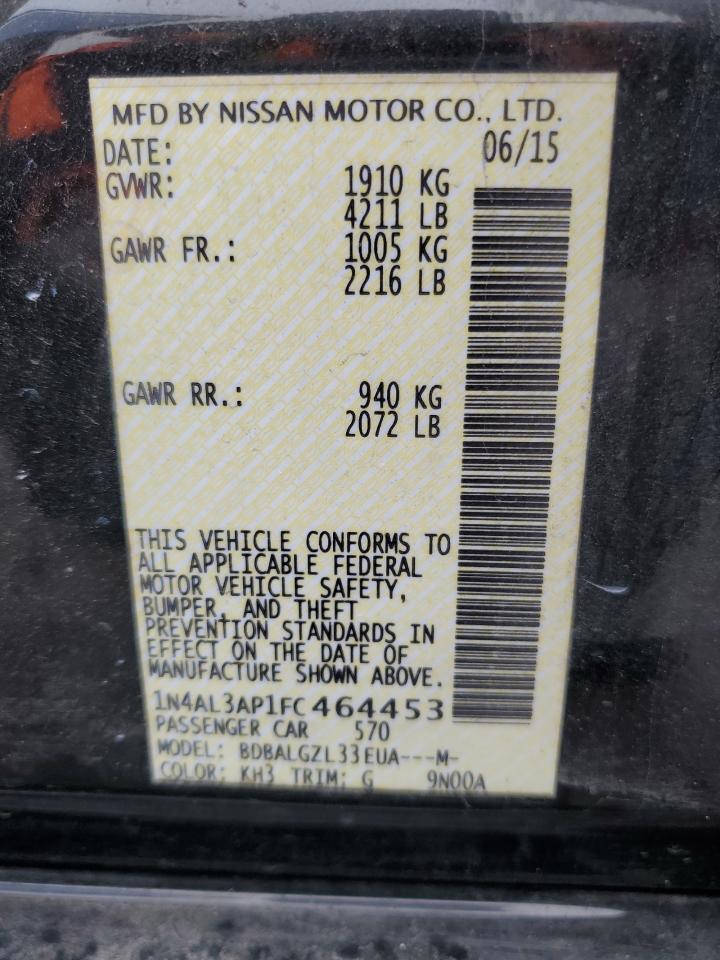 MFD BY NISSAN MOTOR CO., LTD.
DATE: 06/15
GVWR: 1910 KG
4211 LB
GAWR FR.: 1005 KG
2216 LB
GAWR RR.: 940 KG
2072 LB
THIS VEHICLE CONFORMS TO
ALL APPLICABLE FEDERAL
MOTOR VEHICLE SAFETY,
BUMPER, AND THEFT
PREVENTION STANDARDS IN
EFFECT ON THE DATE OF
MANUFACTURE SHOWN ABOVE.
1N4AL3AP1FC464453
PASSENGER CAR 570
MODEL: BDBALGZL33EUA---M-
COLOR: KH3 TRIM: G 9N00A